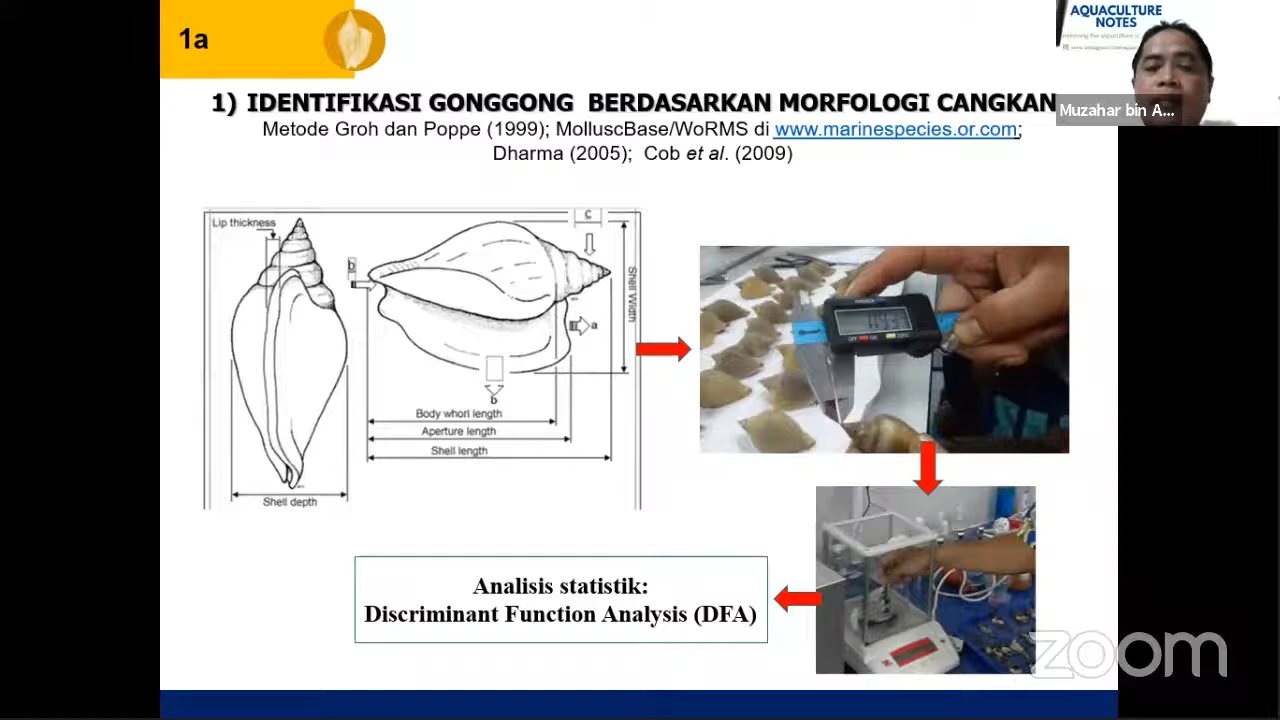 1a
AQUACULTURE
NOTES
Muzahar bin A...
1) IDENTIFIKASI GONGGONG BERDASARKAN MORFOLOGI CANGKAN
Metode Groh dan Poppe (1999); MolluscBase/WoRMS di www.marinespecies.or.com;
Dharma (2005); Cob et al. (2009)
Lip thickness
C
b
Shell Width
a
b
Body whorl length
Aperture length
Shell length
Shell depth
Analisis statistik:
Discriminant Function Analysis (DFA)
zoom